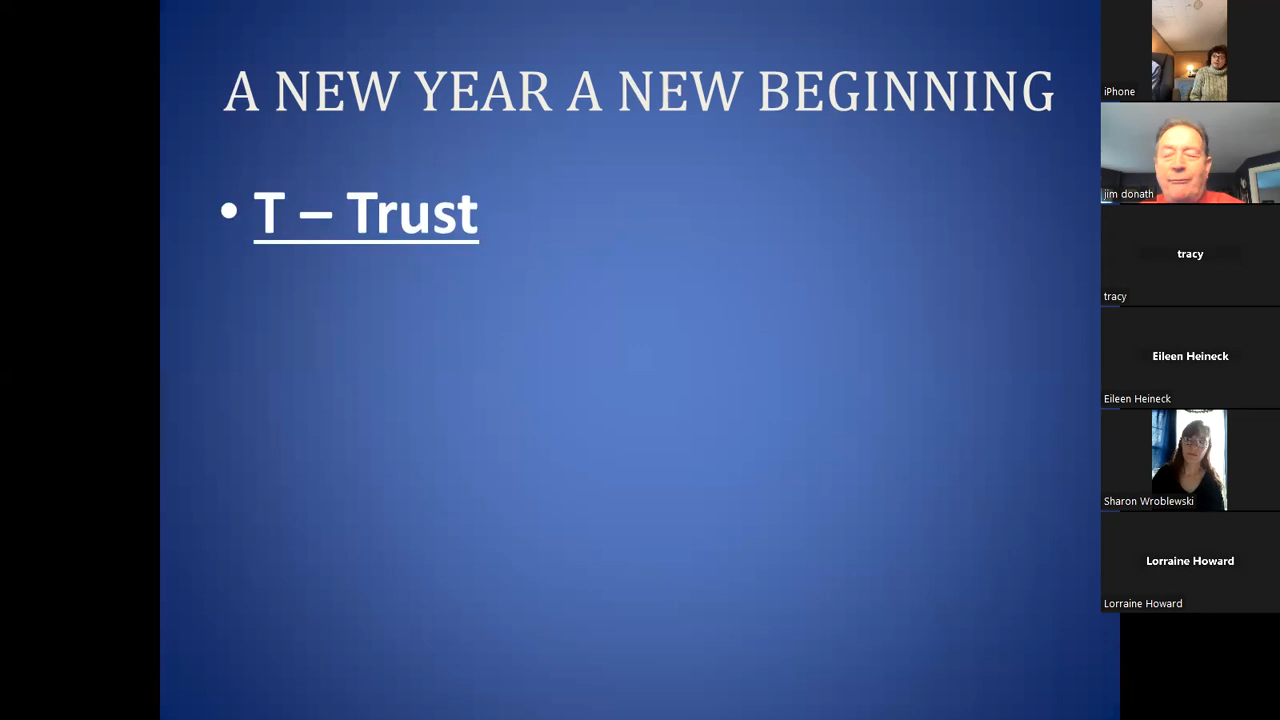 A NEW YEAR A NEW BEGINNING
• T – Trust
iPhone
jim donath
tracy
tracy
Eileen Heineck
Eileen Heineck
Sharon Wroblewski
Lorraine Howard
Lorraine Howard